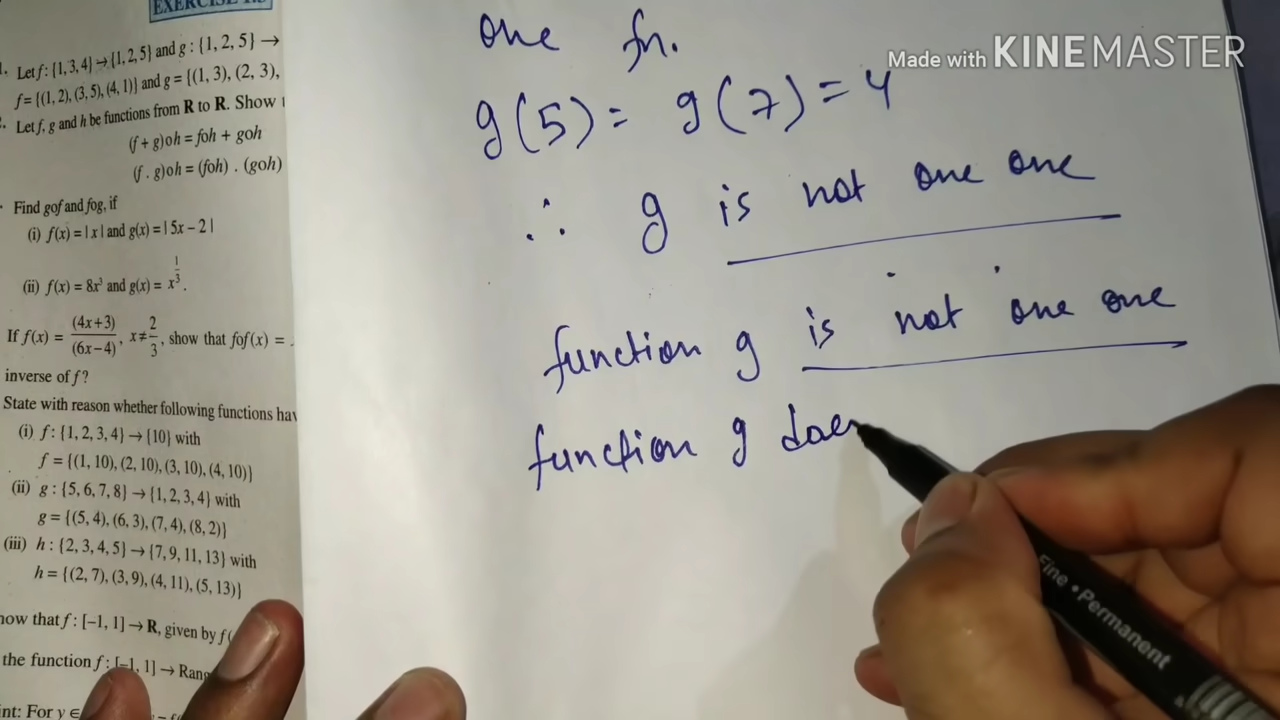 EXERCISE 1.3
Let f : {1, 3, 4} → {1, 2, 5} and g : {1, 2, 5} →
f = {(1, 2), (3, 5), (4, 1)} and g = {(1, 3), (2, 3),
Let f, g and h be functions from R to R. Show
(f + g)oh = foh + goh
(f . g)oh = (foh) . (goh)
Find gof and fog, if
(i) f(x) = | x | and g(x) = | 5x – 2 |
(ii) f(x) = 8x³ and g(x) = x^(1/3).
If f(x) = (4x+3)/(6x–4), x ≠ 2/3, show that fof(x) =
inverse of f?
State with reason whether following functions hav
(i) f : {1, 2, 3, 4} → {10} with
f = {(1, 10), (2, 10), (3, 10), (4, 10)}
(ii) g : {5, 6, 7, 8} → {1, 2, 3, 4} with
g = {(5, 4), (6, 3), (7, 4), (8, 2)}
(iii) h : {2, 3, 4, 5} → {7, 9, 11, 13} with
h = {(2, 7), (3, 9), (4, 11), (5, 13)}
how that f : [–1, 1] → R, given by f(
the function f : [–1, 1] → Rang
int: For y ∈
one fn.
Made with KINEMASTER
g(5) = g(7) = 4
∴ g is not one one
function g is not one one
function g does
Fine • Permanent